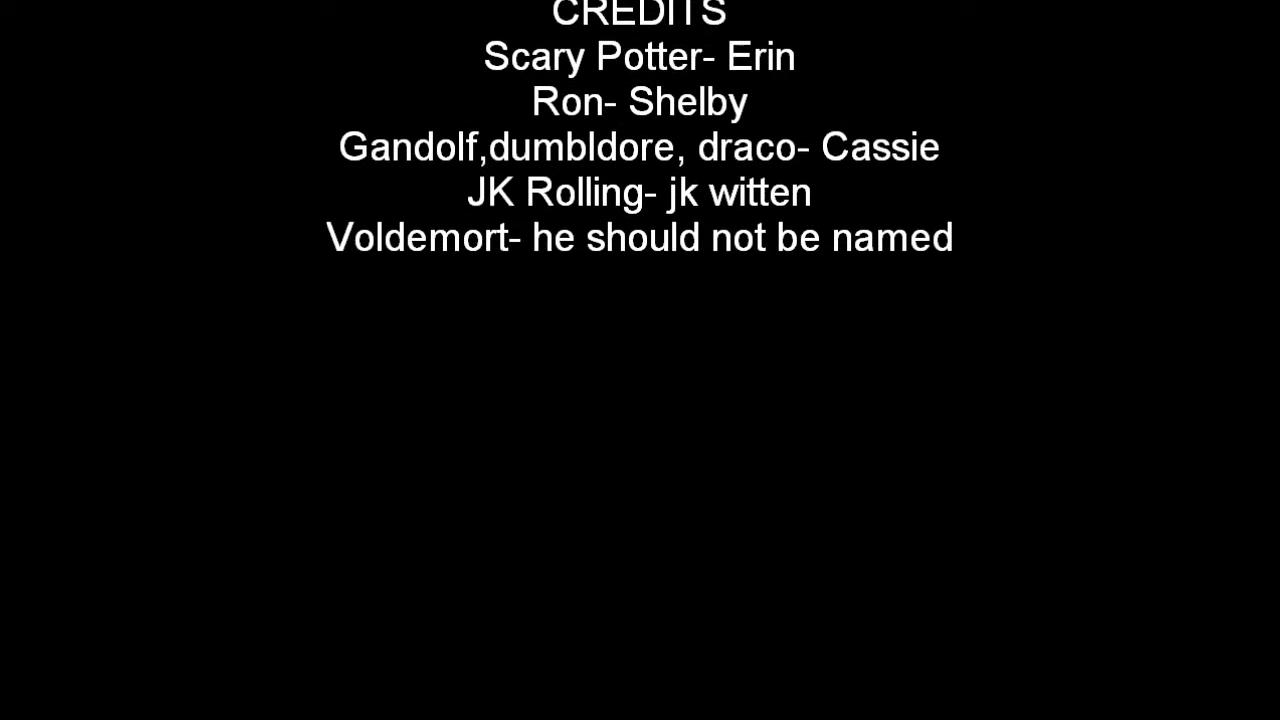 CREDITS
Scary Potter- Erin
Ron- Shelby
Gandolf,dumbldore, draco- Cassie
JK Rolling- jk witten
Voldemort- he should not be named